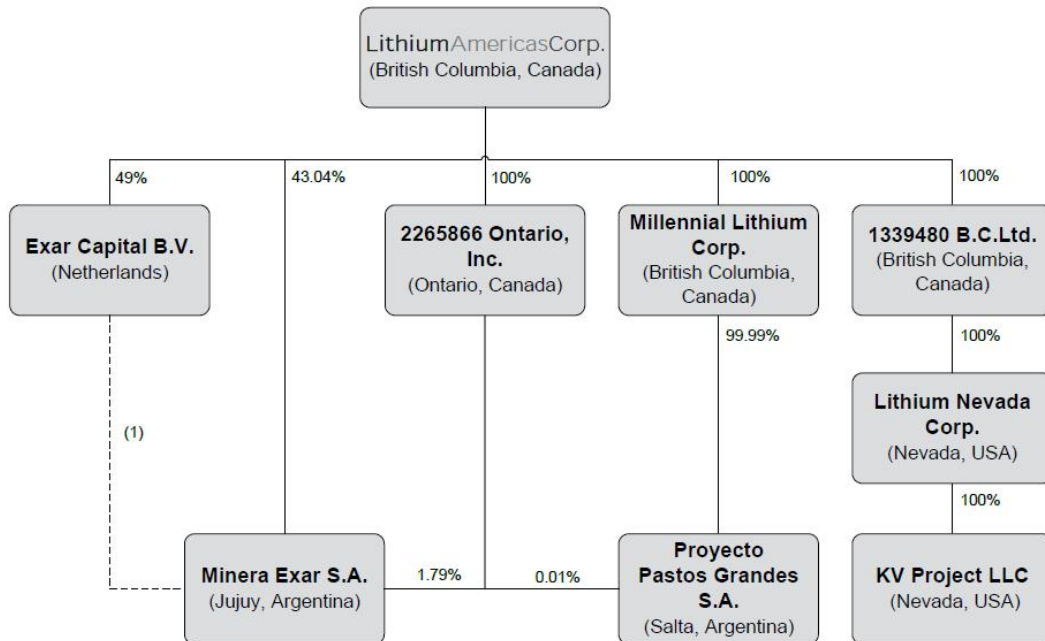 LithiumAmericasCorp.
(British Columbia, Canada)
49%
43.04%
100%
100%
100%
Exar Capital B.V.
(Netherlands)
2265866 Ontario,
Inc.
(Ontario, Canada)
Millennial Lithium
Corp.
(British Columbia,
Canada)
1339480 B.C.Ltd.
(British Columbia,
Canada)
99.99%
100%
(1)
Lithium Nevada
Corp.
(Nevada, USA)
100%
Minera Exar S.A.
(Jujuy, Argentina)
1.79%
0.01%
Proyecto
Pastos Grandes
S.A.
(Salta, Argentina)
KV Project LLC
(Nevada, USA)